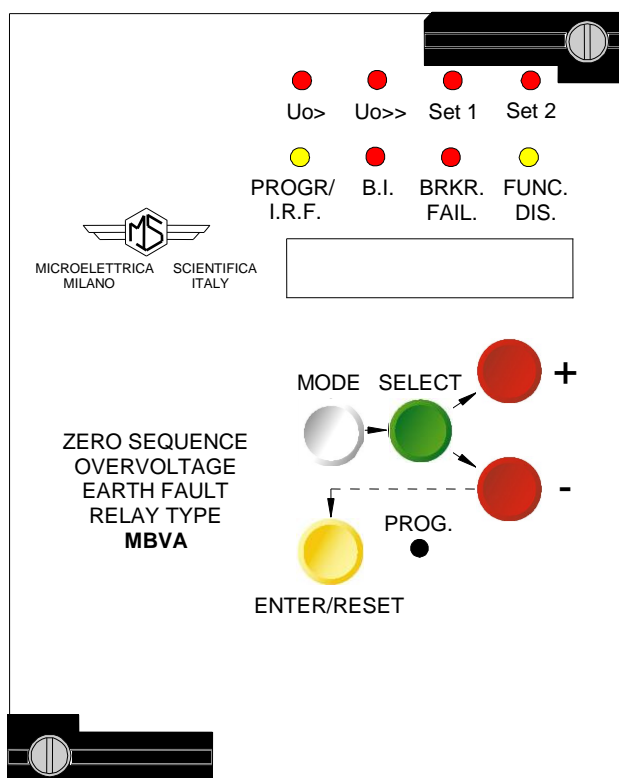 Uo> Uo>> Set 1 Set 2
PROGR/ B.I. BRKR. FUNC.
I.R.F. FAIL. DIS.
MS
MICROELETTRICA SCIENTIFICA
MILANO ITALY
MODE SELECT
+
ZERO SEQUENCE
OVERVOLTAGE
EARTH FAULT
RELAY TYPE
MBVA
-
PROG.
ENTER/RESET